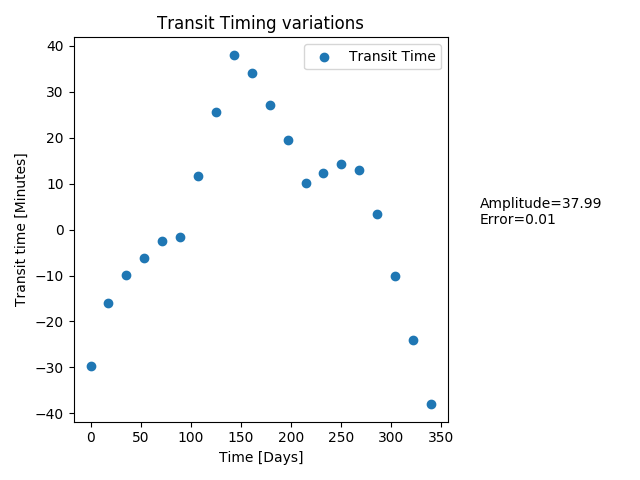 Transit Timing variations
Transit Time
40
30
20
10
0
−10
−20
−30
−40
Transit time [Minutes]
Amplitude=37.99
Error=0.01
0 50 100 150 200 250 300 350
Time [Days]